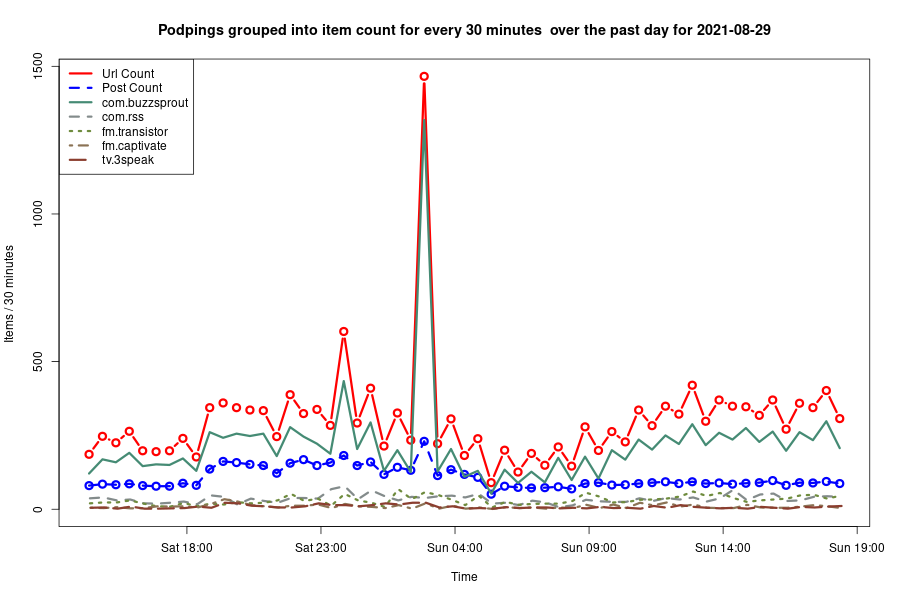 Podpings grouped into item count for every 30 minutes  over the past day for 2021-08-29
Url Count
Post Count
com.buzzsprout
com.rss
fm.transistor
fm.captivate
tv.3speak
Items / 30 minutes
1500
1000
500
0
Sat 18:00 Sat 23:00 Sun 04:00 Sun 09:00 Sun 14:00 Sun 19:00
Time